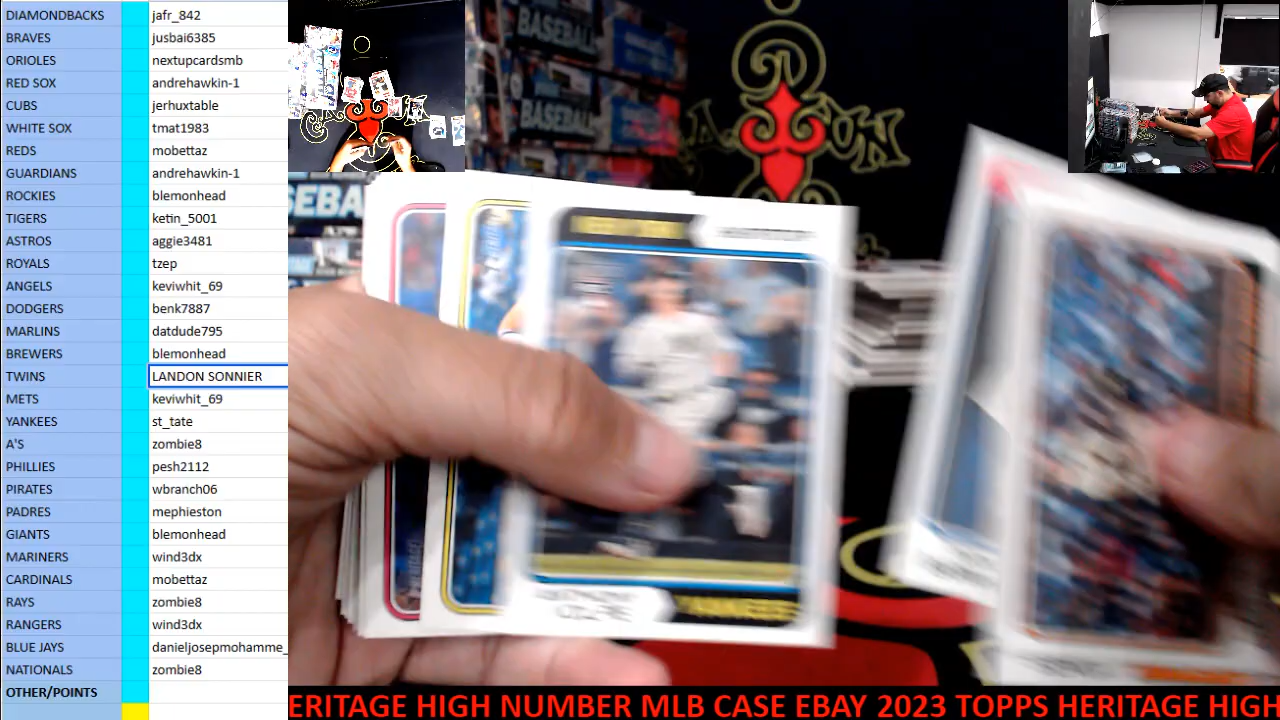 DIAMONDBACKS jafr_842
BRAVES jusbai6385
ORIOLES nextupcardsmb
RED SOX andrehawkin-1
CUBS jerhuxtable
WHITE SOX tmat1983
REDS mobettaz
GUARDIANS andrehawkin-1
ROCKIES blemonhead
TIGERS ketin_5001
ASTROS aggie3481
ROYALS tzep
ANGELS keviwhit_69
DODGERS benk7887
MARLINS datdude795
BREWERS blemonhead
TWINS LANDON SONNIER
METS keviwhit_69
YANKEES st_tate
A'S zombie8
PHILLIES pesh2112
PIRATES wbranch06
PADRES mephieston
GIANTS blemonhead
MARINERS wind3dx
CARDINALS mobettaz
RAYS zombie8
RANGERS wind3dx
BLUE JAYS danieljosepmohamme_
NATIONALS zombie8
OTHER/POINTS
BASEBALL
BASEBALL
SEBA
YANKEES
ERITAGE HIGH NUMBER MLB CASE EBAY 2023 TOPPS HERITAGE HIGH